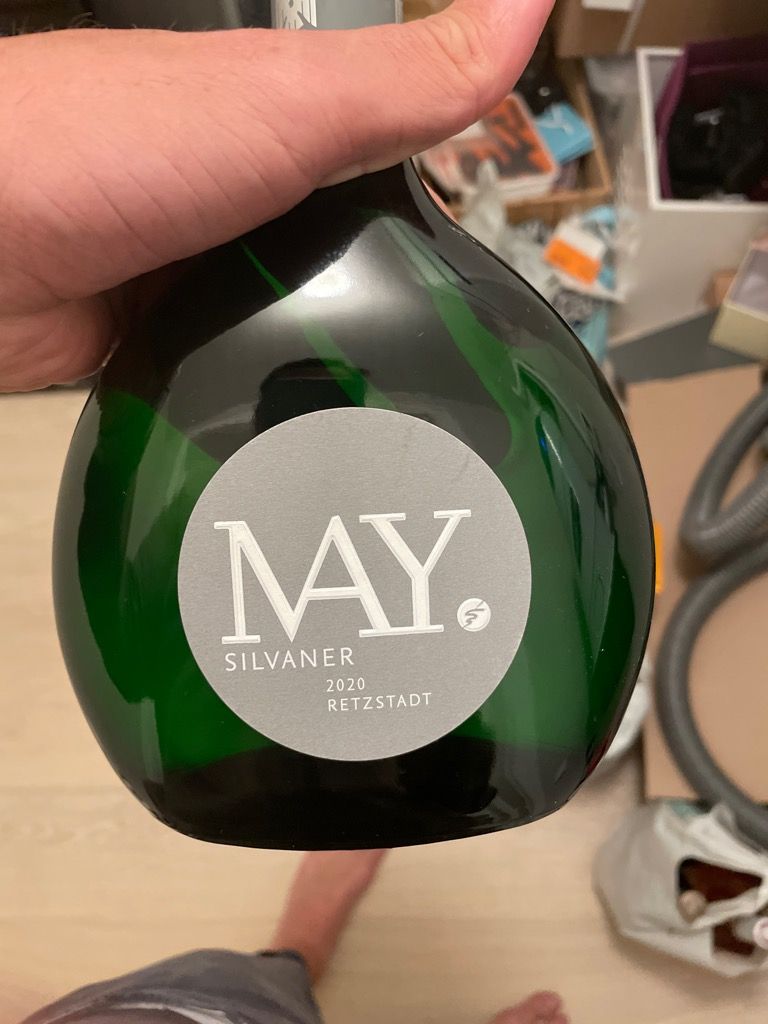 MAY.
SILVANER
2020
RETZSTADT